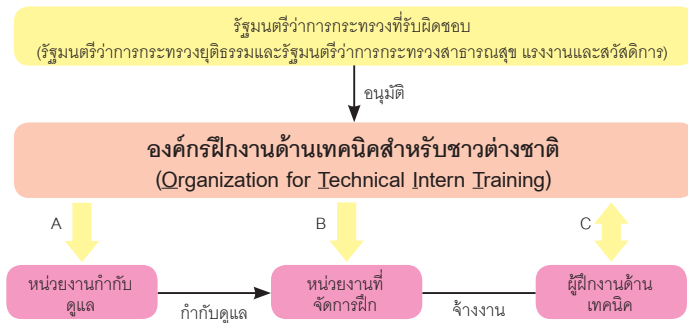 รัฐมนตรีว่าการกระทรวงที่รับผิดชอบ
(รัฐมนตรีว่าการกระทรวงยุติธรรมและรัฐมนตรีว่าการกระทรวงสาธารณสุข แรงงานและสวัสดิการ)
อนุมัติ
องค์กรฝึกงานด้านเทคนิคสำหรับชาวต่างชาติ
(Organization for Technical Intern Training)
A
B
C
หน่วยงานกำกับ
ดูแล
กำกับดูแล
หน่วยงานที่
จัดการฝึก
จ้างงาน
ผู้ฝึกงานด้าน
เทคนิค